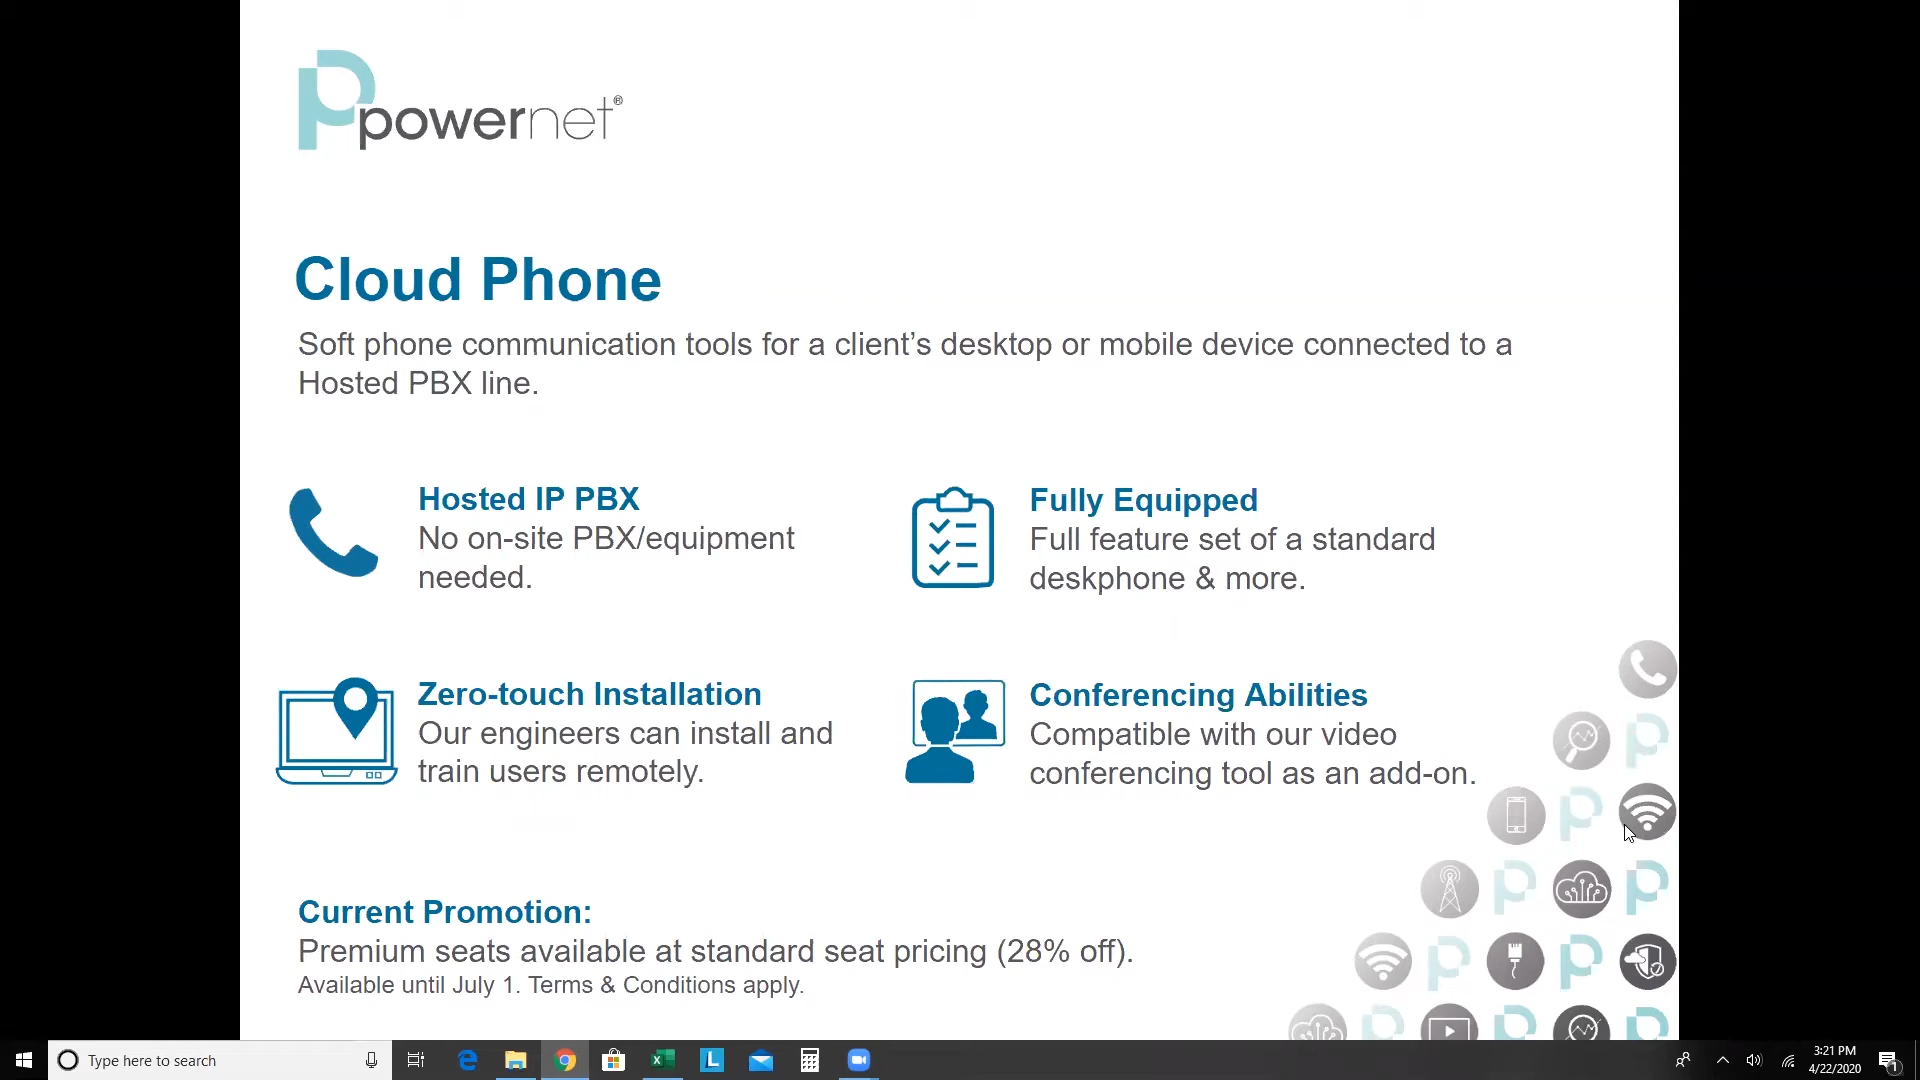 powernet®
Cloud Phone
Soft phone communication tools for a client’s desktop or mobile device connected to a
Hosted PBX line.
Hosted IP PBX
No on-site PBX/equipment
needed.
Fully Equipped
Full feature set of a standard
deskphone & more.
Zero-touch Installation
Our engineers can install and
train users remotely.
Conferencing Abilities
Compatible with our video
conferencing tool as an add-on.
Current Promotion:
Premium seats available at standard seat pricing (28% off).
Available until July 1. Terms & Conditions apply.
Type here to search
3:21 PM
4/22/2020
1